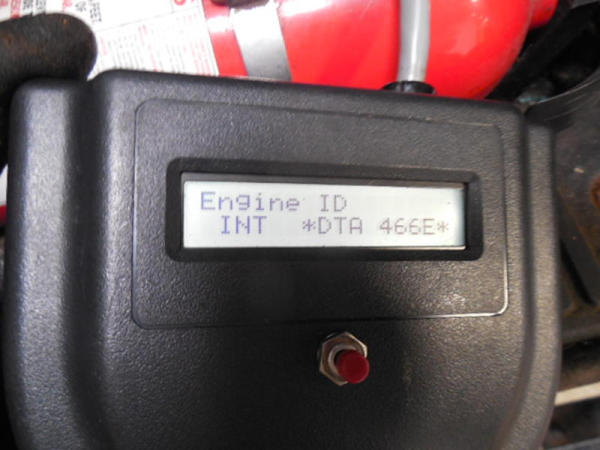 Engine ID
INT *DTA 466E*